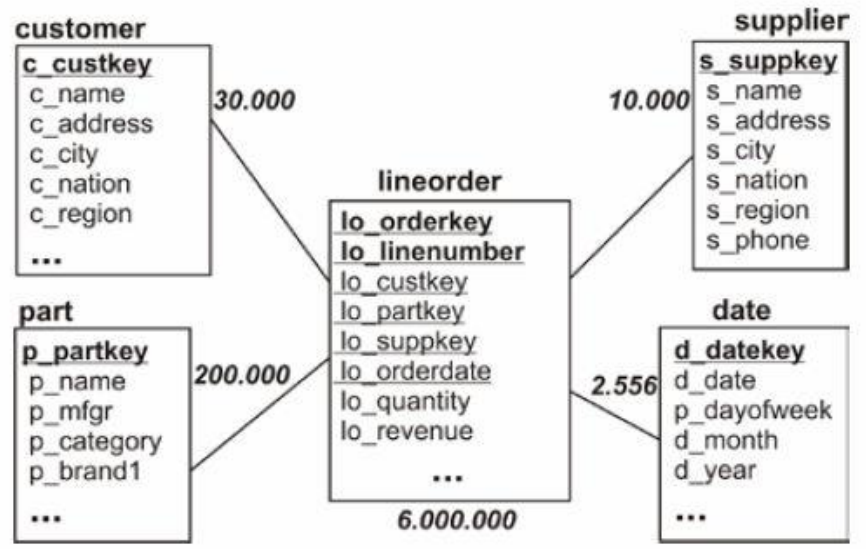 customer
c_custkey
c_name
c_address
c_city
c_nation
c_region
...
30.000
supplier
s_suppkey
s_name
s_address
s_city
s_nation
s_region
s_phone
10.000
lineorder
lo_orderkey
lo_linenumber
lo_custkey
lo_partkey
lo_suppkey
lo_orderdate
lo_quantity
lo_revenue
...
6.000.000
part
p_partkey
p_name
p_mfgr
p_category
p_brand1
...
200.000
date
d_datekey
d_date
p_dayofweek
d_month
d_year
...
2.556